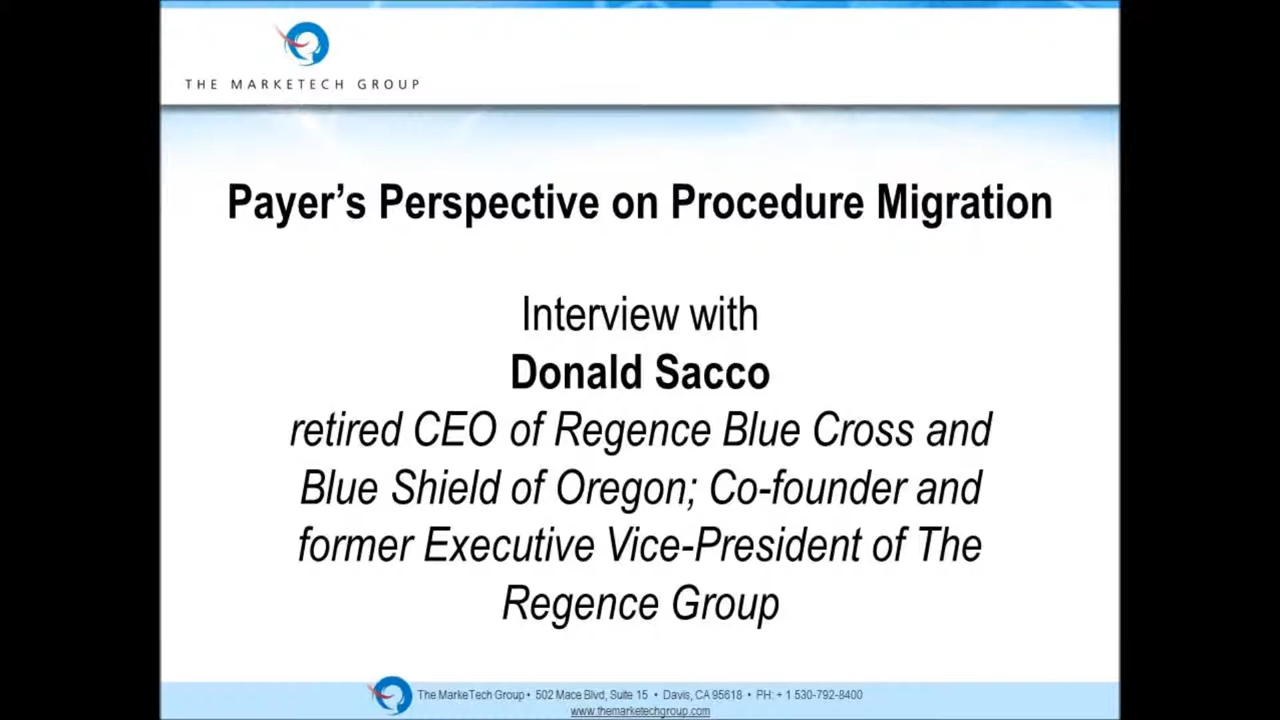 THE MARKETECH GROUP
Payer's Perspective on Procedure Migration
Interview with
Donald Sacco
retired CEO of Regence Blue Cross and
Blue Shield of Oregon; Co-founder and
former Executive Vice-President of The
Regence Group
The MarkeTech Group • 502 Mace Blvd, Suite 15 • Davis, CA 95618 • PH: + 1 530-792-8400
www.themarketechgroup.com